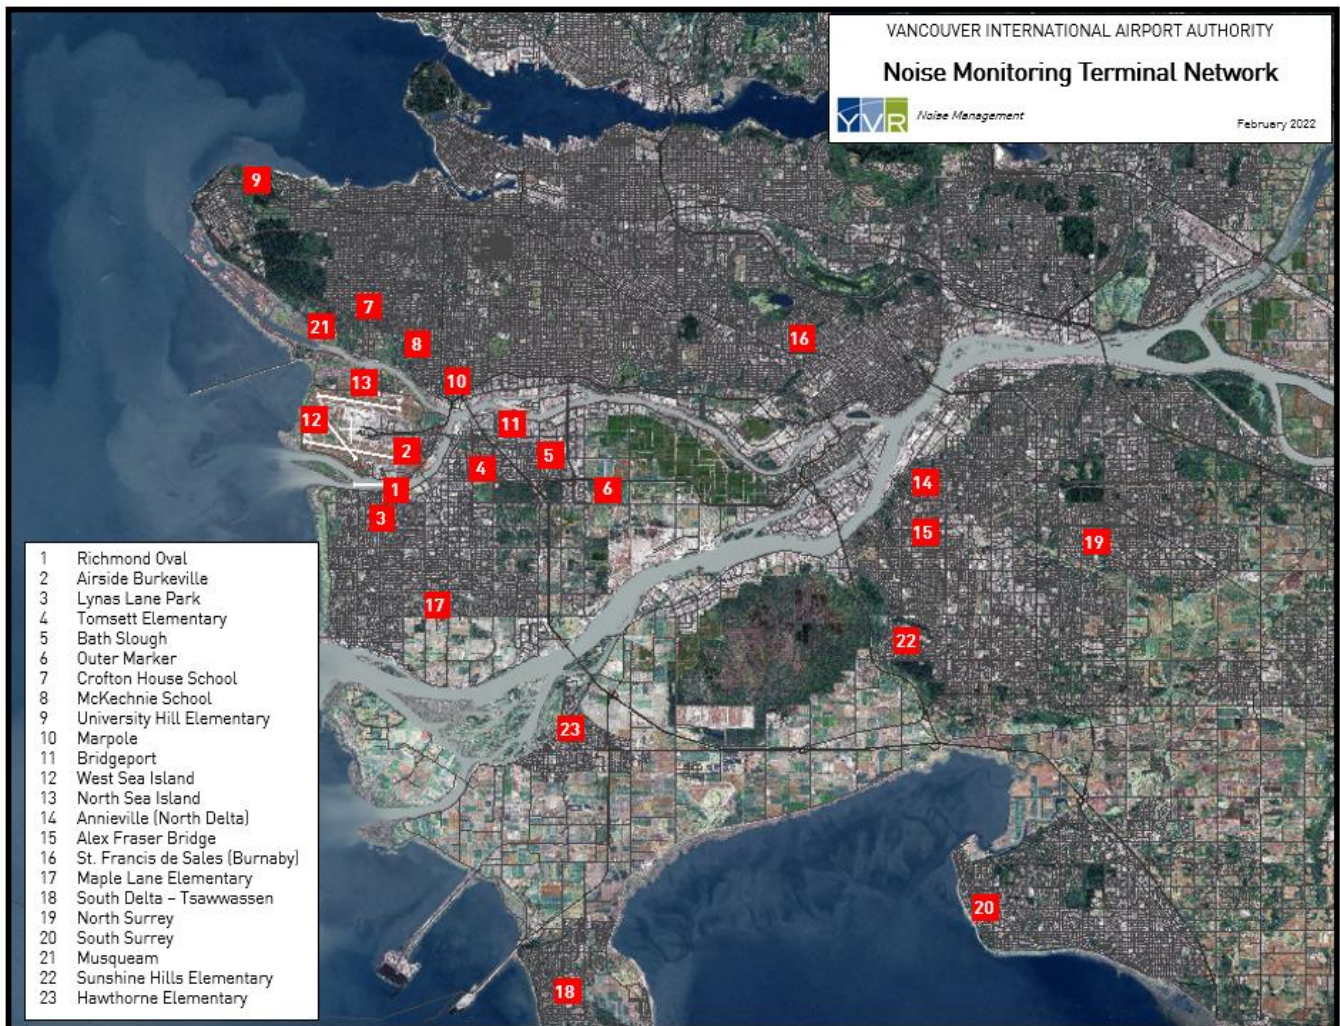 VANCOUVER INTERNATIONAL AIRPORT AUTHORITY
Noise Monitoring Terminal Network
YVR Noise Management
February 2022
9
7
21
8
16
13
10
12
11
2
5
4
14
1
6
3
15
19
17
22
23
20
18
1 Richmond Oval
2 Airside Burkeville
3 Lynas Lane Park
4 Tomsett Elementary
5 Bath Slough
6 Outer Marker
7 Crofton House School
8 McKechnie School
9 University Hill Elementary
10 Marpole
11 Bridgeport
12 West Sea Island
13 North Sea Island
14 Annieville (North Delta)
15 Alex Fraser Bridge
16 St. Francis de Sales (Burnaby)
17 Maple Lane Elementary
18 South Delta – Tsawwassen
19 North Surrey
20 South Surrey
21 Musqueam
22 Sunshine Hills Elementary
23 Hawthorne Elementary